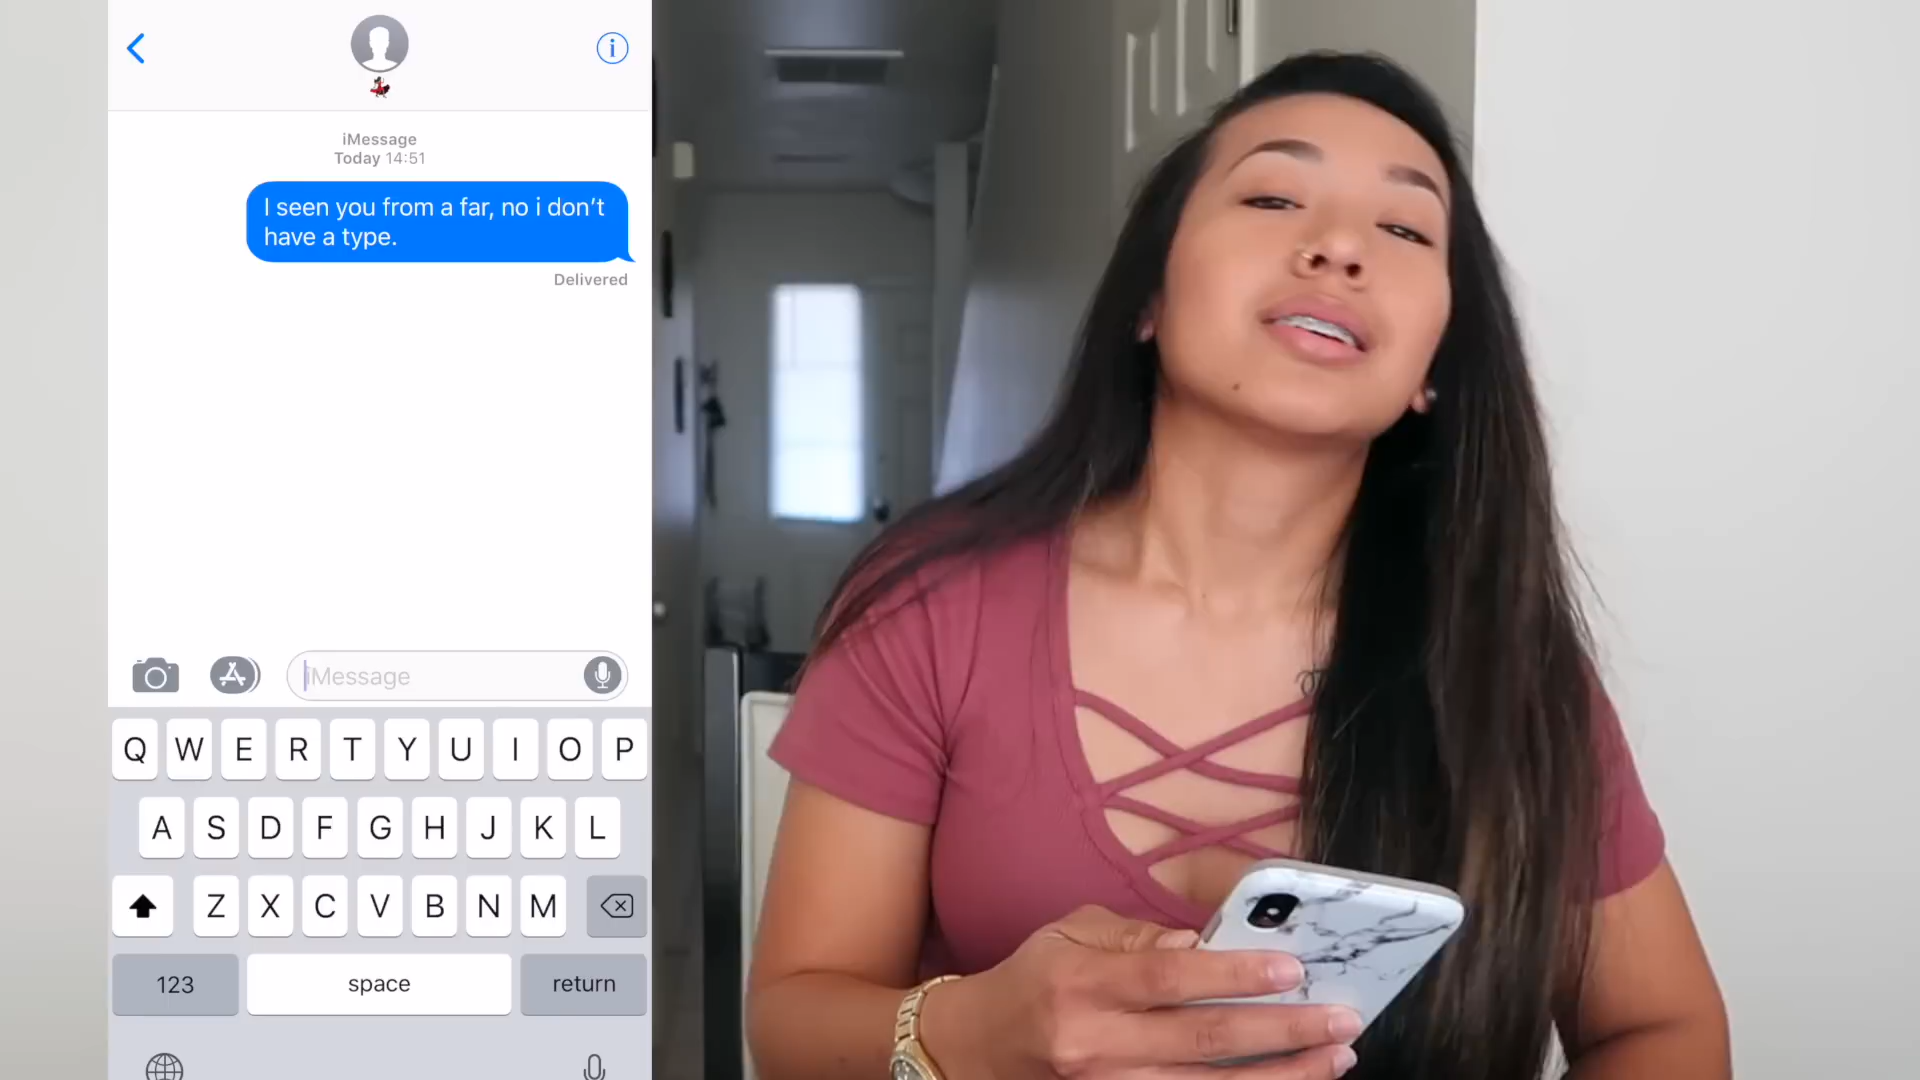 iMessage
Today 14:51
I seen you from a far, no i don't
have a type.
Delivered
iMessage
Q W E R T Y U I O P
A S D F G H J K L
Z X C V B N M
123 space return